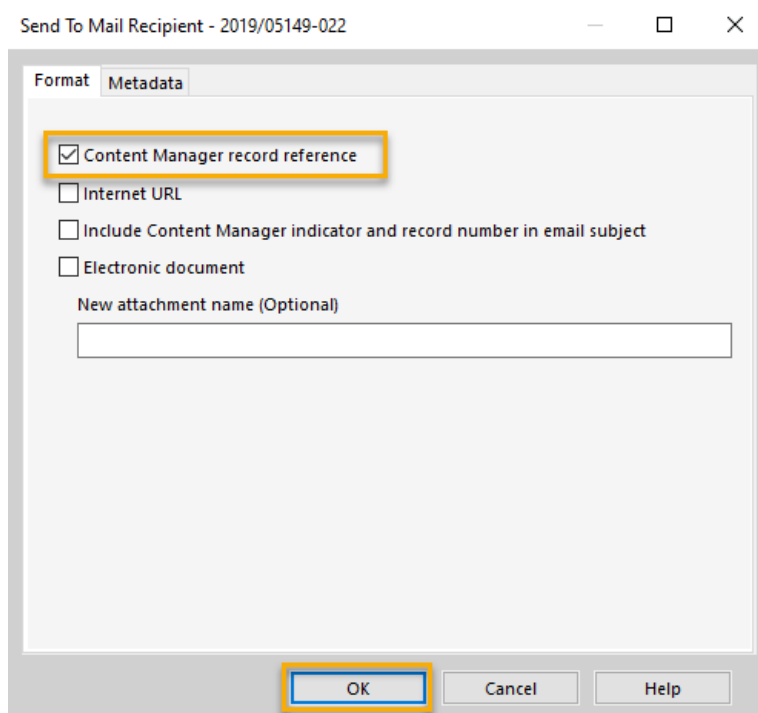 Send To Mail Recipient - 2019/05149-022
Format Metadata
Content Manager record reference
Internet URL
Include Content Manager indicator and record number in email subject
Electronic document
New attachment name (Optional)
OK Cancel Help